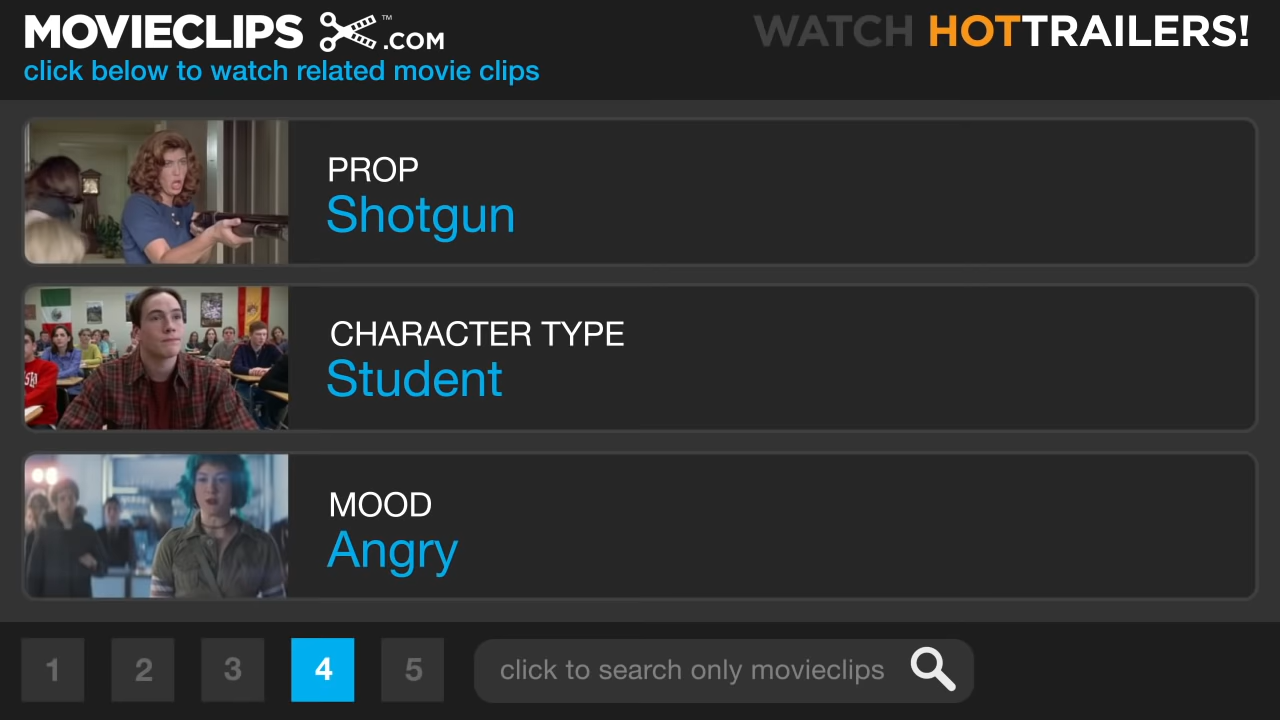 MOVIECLIPS ™ .COM
WATCH HOTTRAILERS!
click below to watch related movie clips
PROP
Shotgun
CHARACTER TYPE
Student
MOOD
Angry
1 2 3 4 5 click to search only movieclips